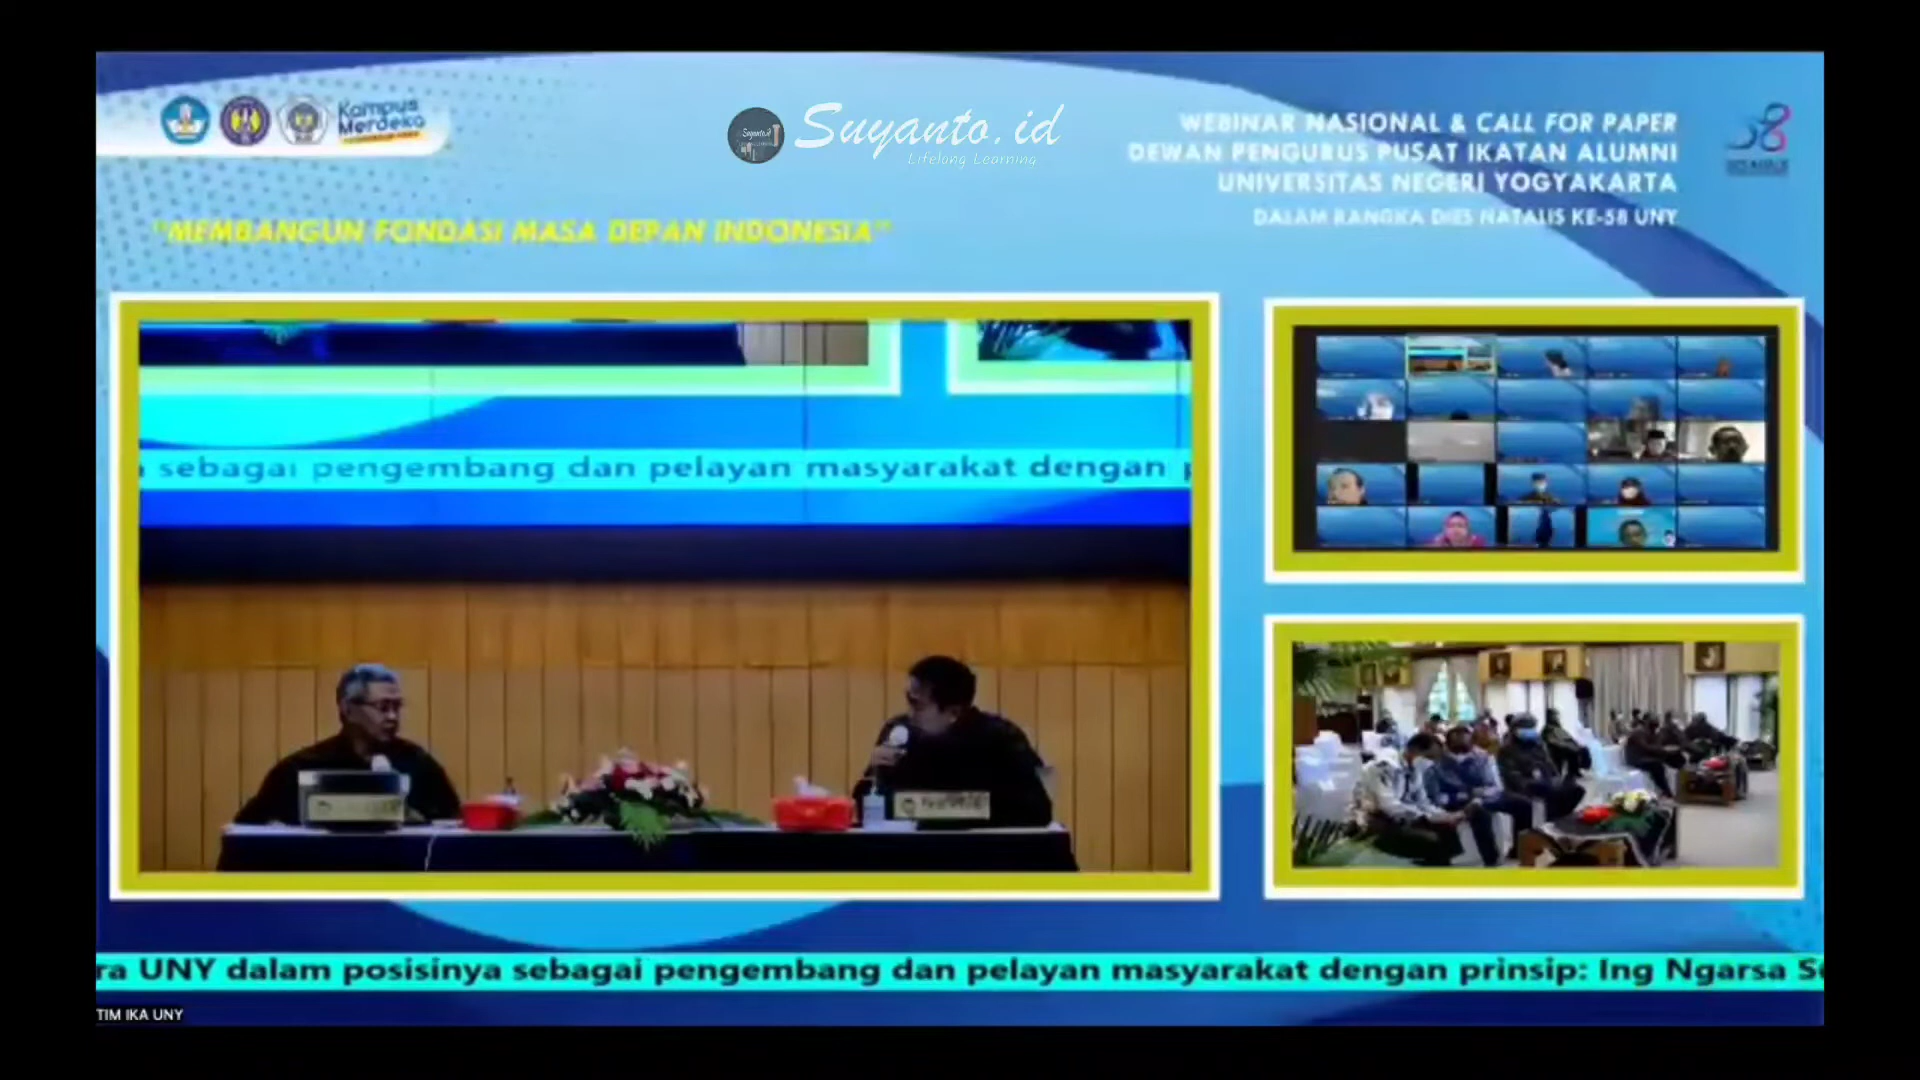 Kampus
Merdeka
Suyanto.id
Lifelong Learning
WEBINAR NASIONAL & CALL FOR PAPER
DEWAN PENGURUS PUSAT IKATAN ALUMNI
UNIVERSITAS NEGERI YOGYAKARTA
DALAM RANGKA DIES NATALIS KE-58 UNY
"MEMBANGUN FONDASI MASA DEPAN INDONESIA"
sebagai pengembang dan pelayan masyarakat dengan
ra UNY dalam posisinya sebagai pengembang dan pelayan masyarakat dengan prinsip: Ing Ngarsa S
TIM IKA UNY